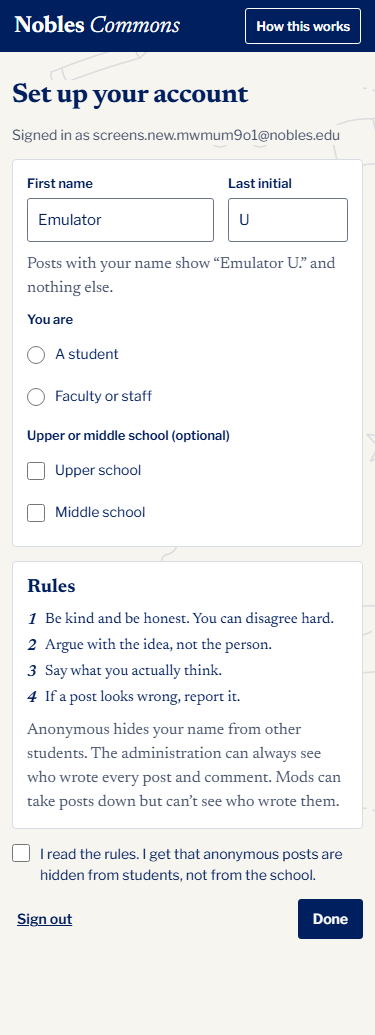 Nobles Commons
How this works
Set up your account
Signed in as screens.new.mwmum9o1@nobles.edu
First name
Last initial
Emulator
U
Posts with your name show “Emulator U.” and
nothing else.
You are
A student
Faculty or staff
Upper or middle school (optional)
Upper school
Middle school
Rules
1 Be kind and be honest. You can disagree hard.
2 Argue with the idea, not the person.
3 Say what you actually think.
4 If a post looks wrong, report it.
Anonymous hides your name from other
students. The administration can always see
who wrote every post and comment. Mods can
take posts down but can’t see who wrote them.
I read the rules. I get that anonymous posts are
hidden from students, not from the school.
Sign out
Done